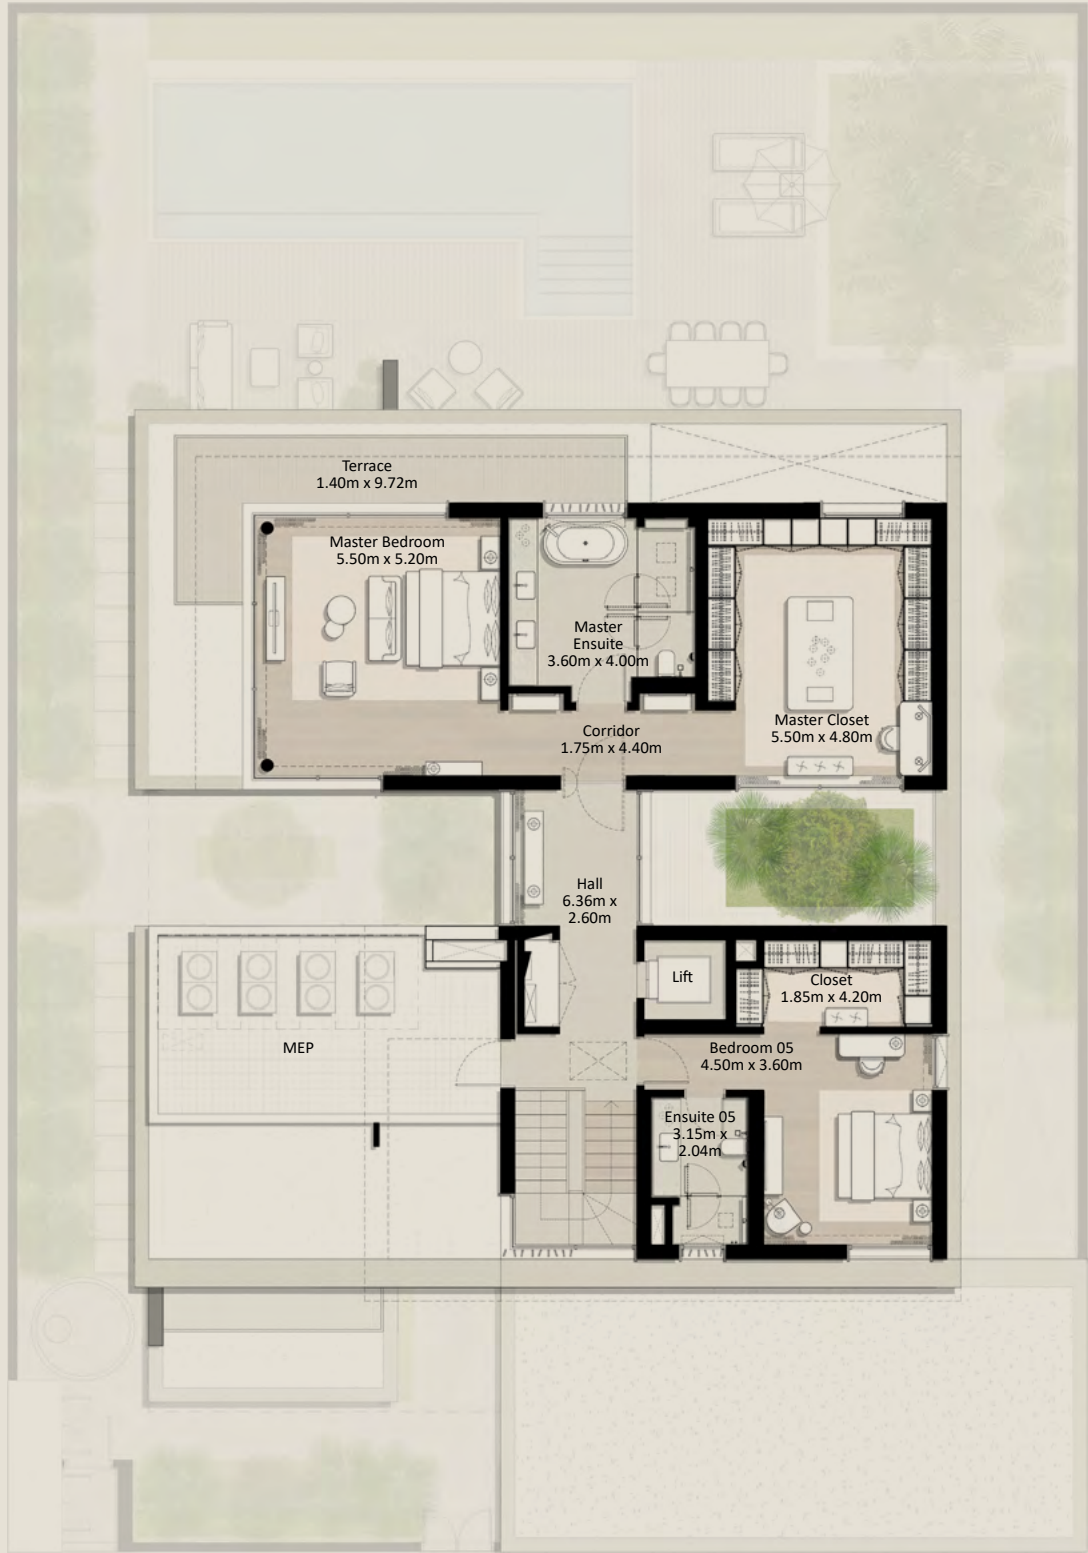 Terrace
1.40m x 9.72m
Master Bedroom
5.50m x 5.20m
Master
Ensuite
3.60m x 4.00m
Master Closet
5.50m x 4.80m
Corridor
1.75m x 4.40m
Hall
6.36m x
2.60m
Lift
Closet
1.85m x 4.20m
MEP
Bedroom 05
4.50m x 3.60m
Ensuite 05
3.15m x
2.04m